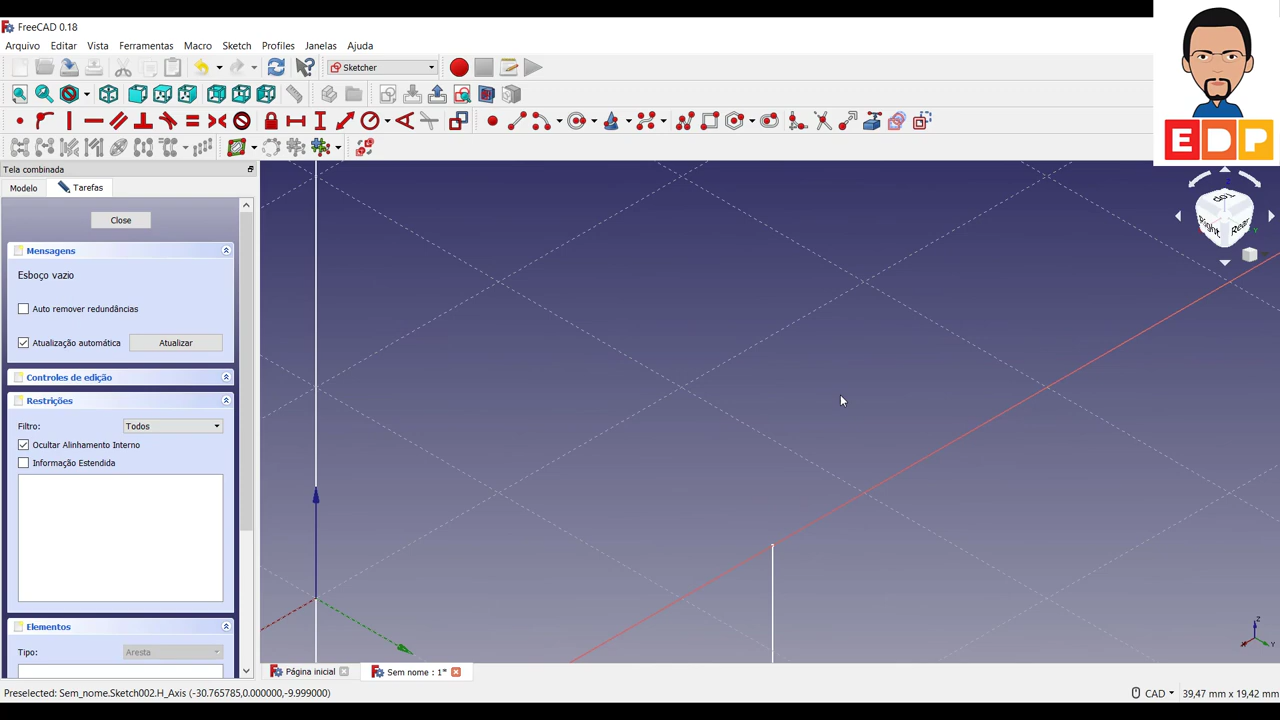 FreeCAD 0.18
Arquivo Editar Vista Ferramentas Macro Sketch Profiles Janelas Ajuda
Sketcher
EDP
Tela combinada
Modelo Tarefas
Close
Mensagens
Esboço vazio
Auto remover redundâncias
Atualização automática Atualizar
Controles de edição
Restrições
Filtro: Todos
Ocultar Alinhamento Interno
Informação Estendida
Elementos
Tipo: Aresta
Top
Right Rear
Z
Y
X
Página inicial Sem nome : 1*
Preselected: Sem_nome.Sketch002.H_Axis (-30.765785,0.000000,-9.999000) CAD 39,47 mm x 19,42 mm